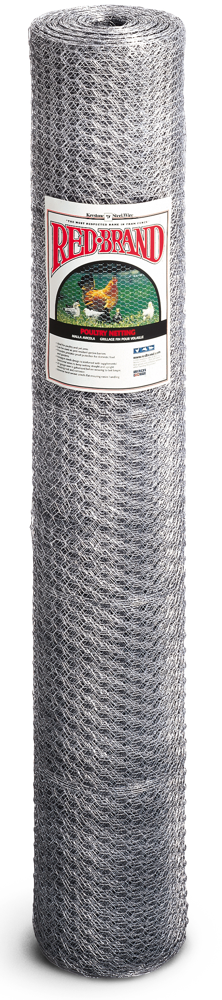 Keystone Steel & Wire
"THE MOST RESPECTED NAME IN FARM FENCE"
RED BRAND
POULTRY NETTING
MALLA AVICOLA GRILLAGE FIN POUR VOLAILLE
• Ideal for poultry and pet pens
• Can be used as pest-resistant garden barriers
• Provides predator-proof protection for domestic fowl
and gardens
• Hexagon mesh design is reinforced with supplemental
horizontal wires to keep netting straight and upright
• 20 gauge wire is galvanized before weaving to last longer,
resisting rust and corrosion
• Reverse twist weave unrolls flat ensuring easier handling
www.redbrand.com
AMERICAN
MADE